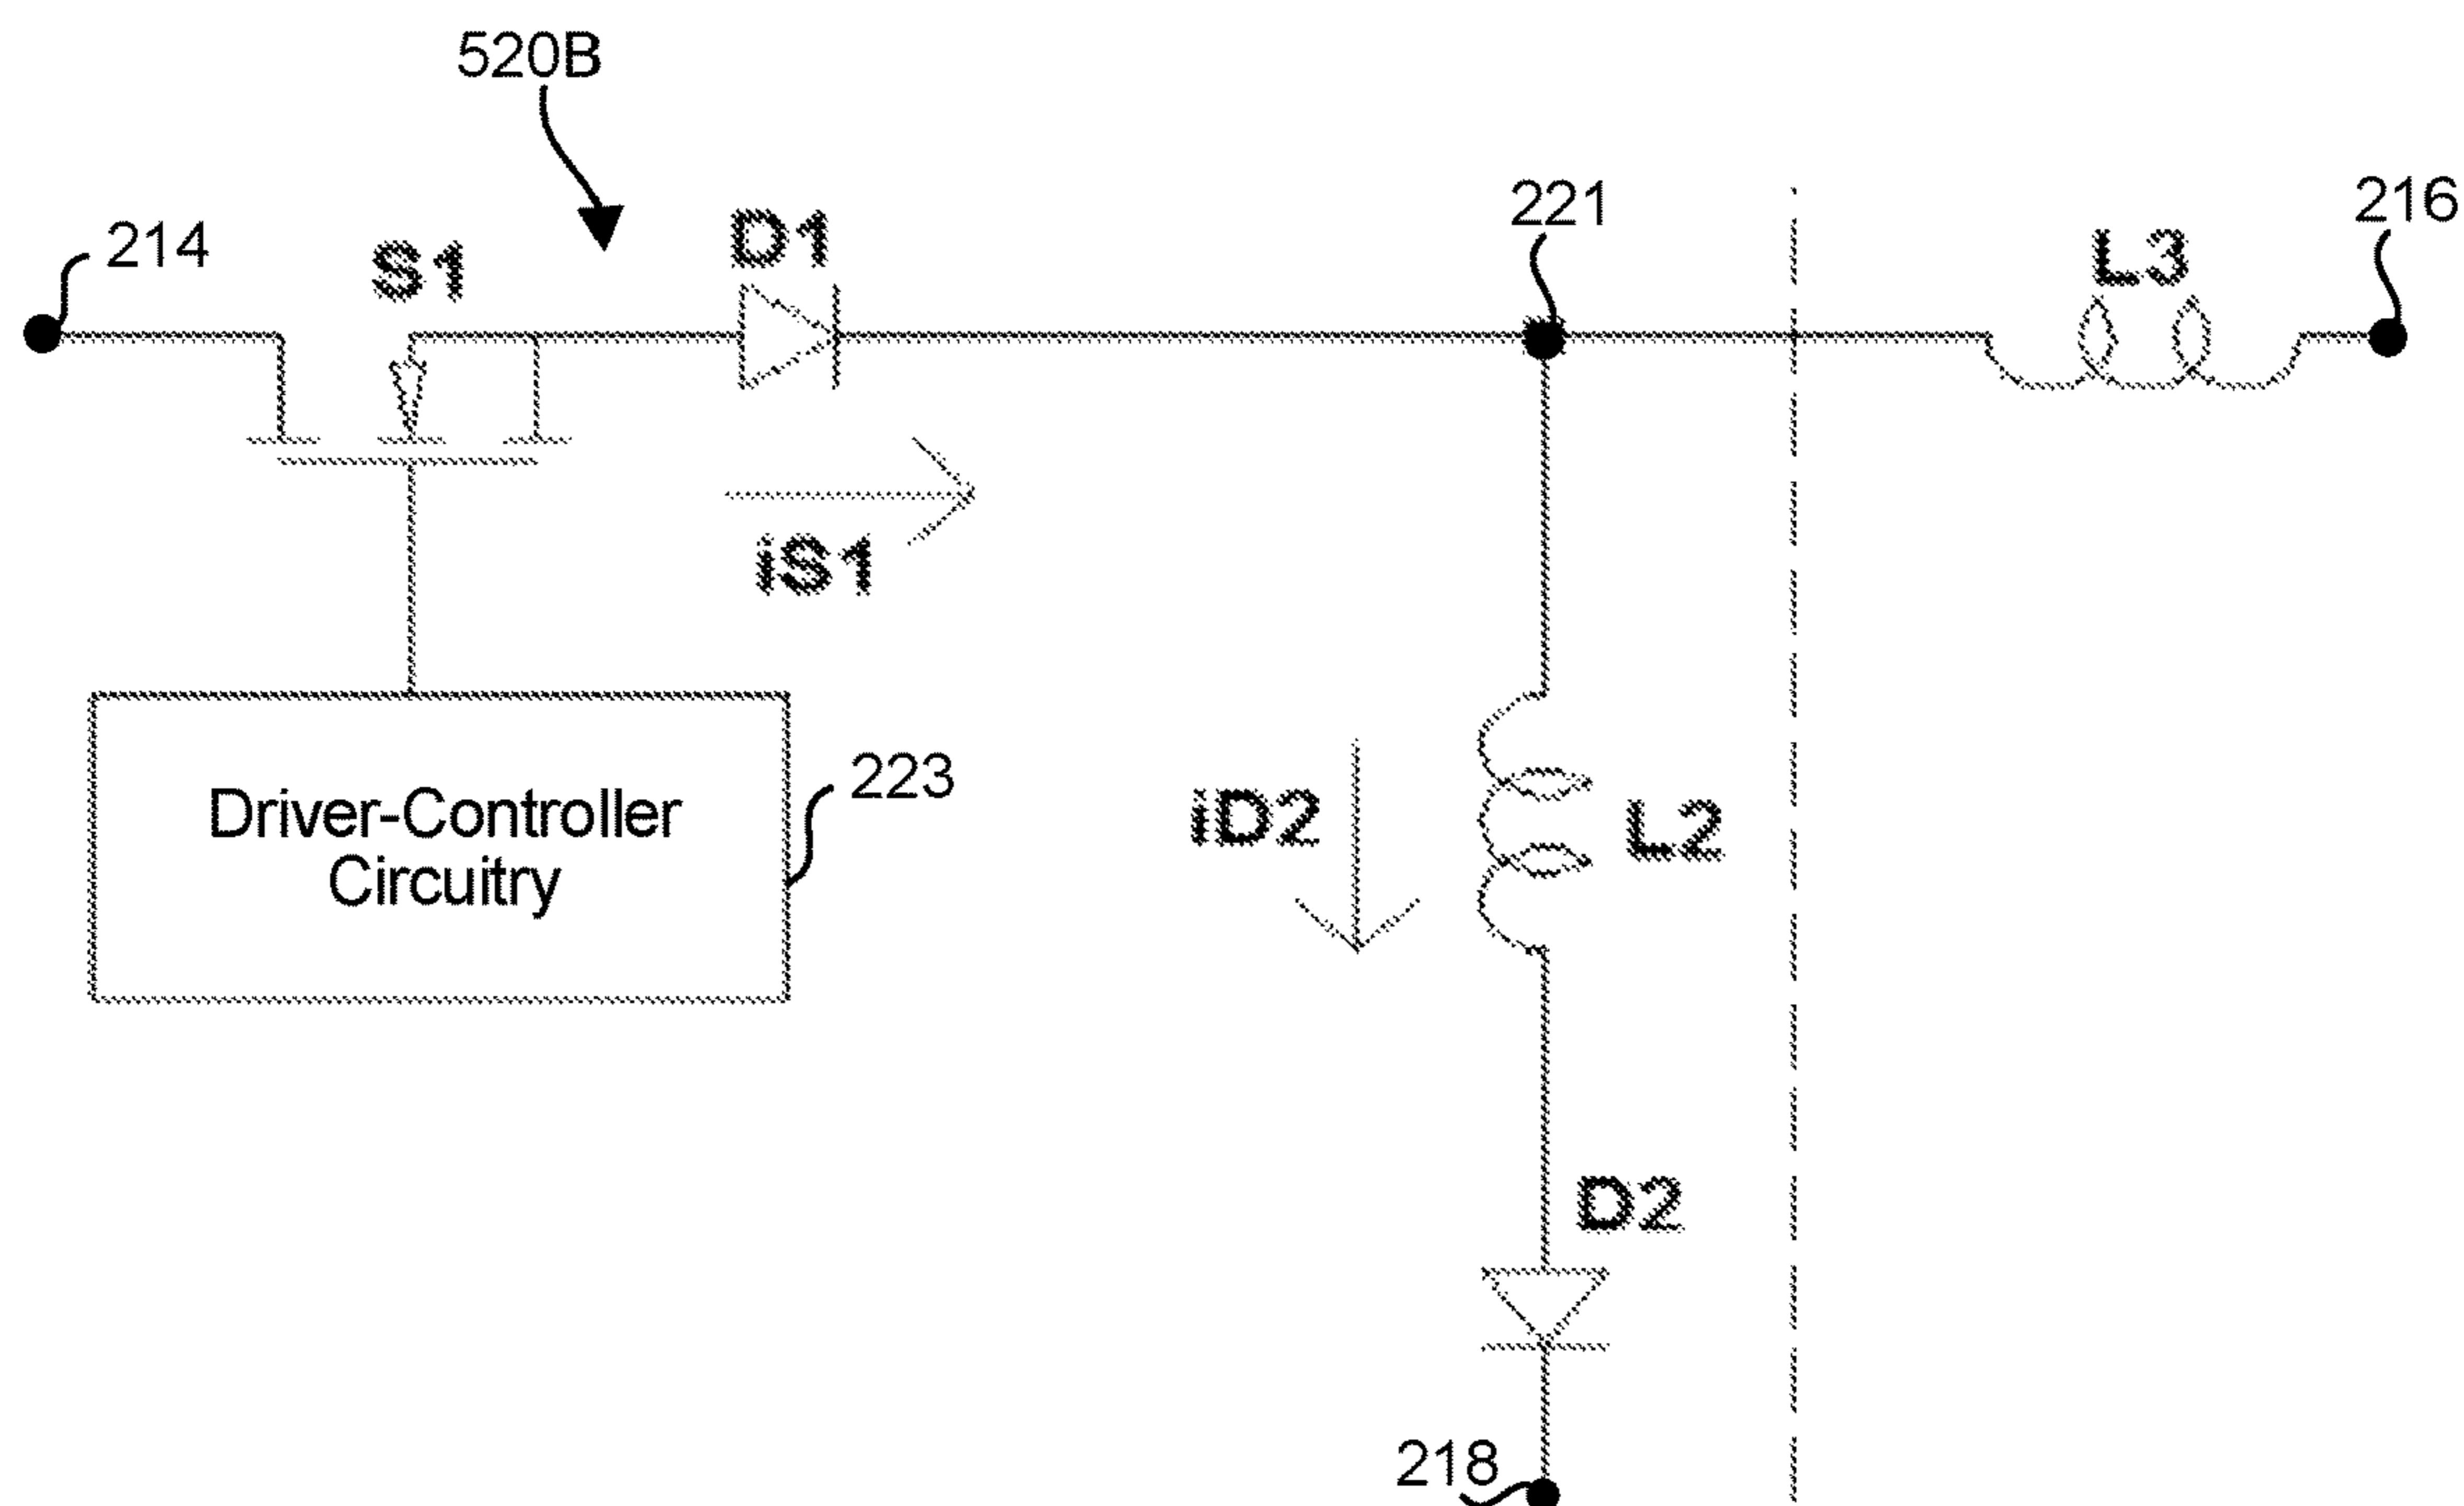 520B
214
S1
D1
221
L3
216
iS1
Driver-Controller
Circuitry
223
iD2
L2
D2
218